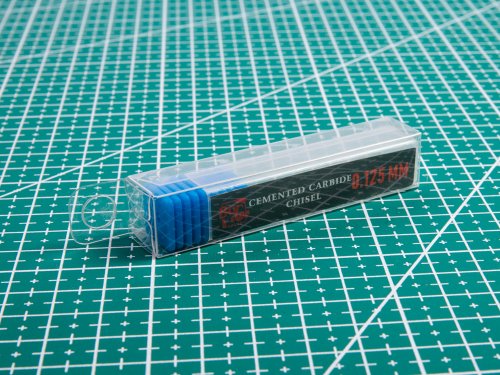 CEMENTED CARBIDE 0.125 MM
CHISEL